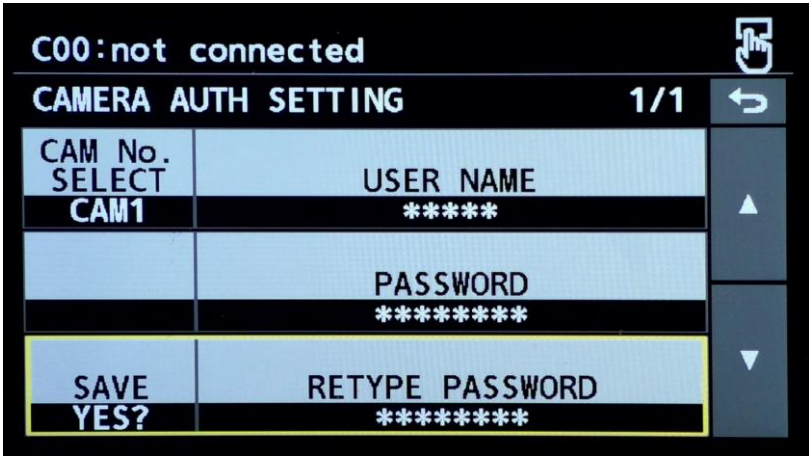 C00:not connected
CAMERA AUTH SETTING 1/1
CAM No.
SELECT
CAM1
USER NAME
*****
PASSWORD
********
SAVE
YES?
RETYPE PASSWORD
********